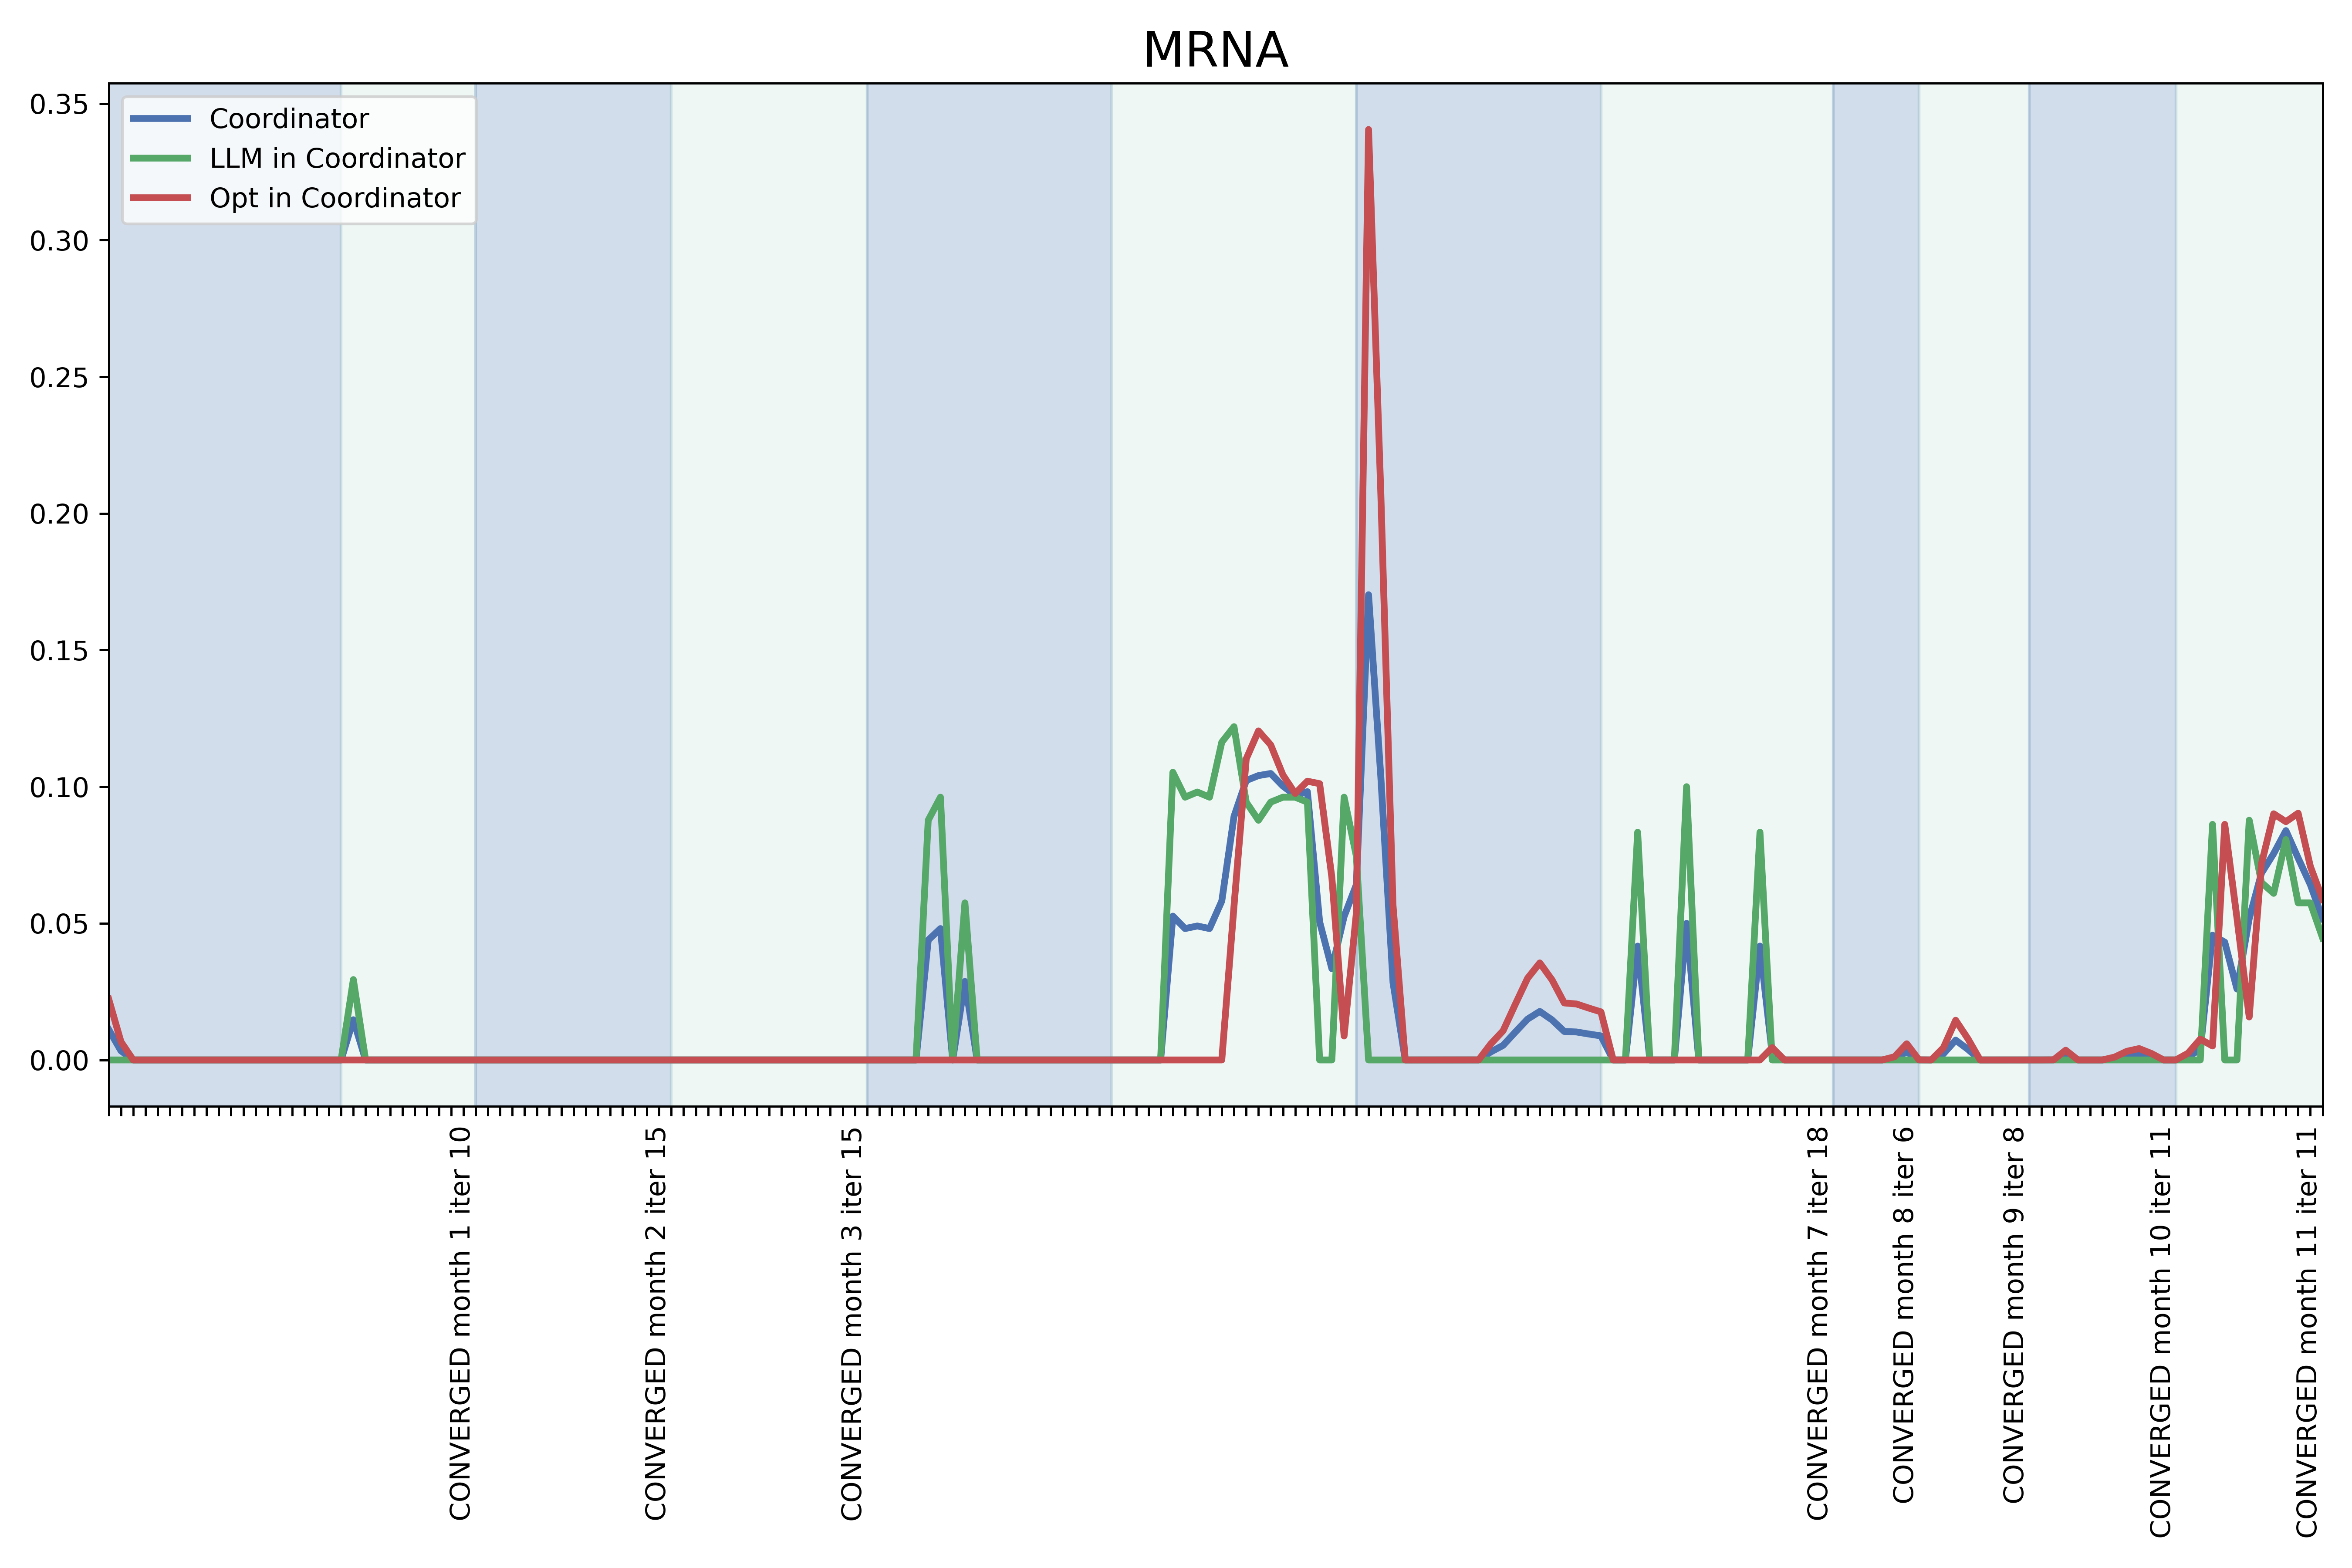 MRNA
Coordinator
LLM in Coordinator
Opt in Coordinator
0.35
0.30
0.25
0.20
0.15
0.10
0.05
0.00
CONVERGED month 1 iter 10
CONVERGED month 2 iter 15
CONVERGED month 3 iter 15
CONVERGED month 7 iter 18
CONVERGED month 8 iter 6
CONVERGED month 9 iter 8
CONVERGED month 10 iter 11
CONVERGED month 11 iter 11